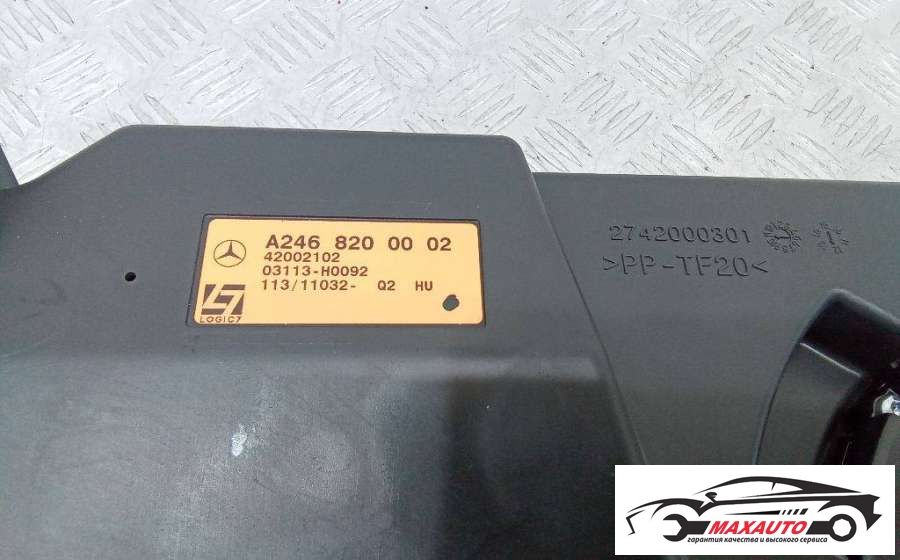 A246 820 00 02
42002102
03113-H0092
113/11032- Q2 HU
LOGIC7
2742000301
>PP-TF20<
MAXAUTO
гарантия качества и высокого сервиса